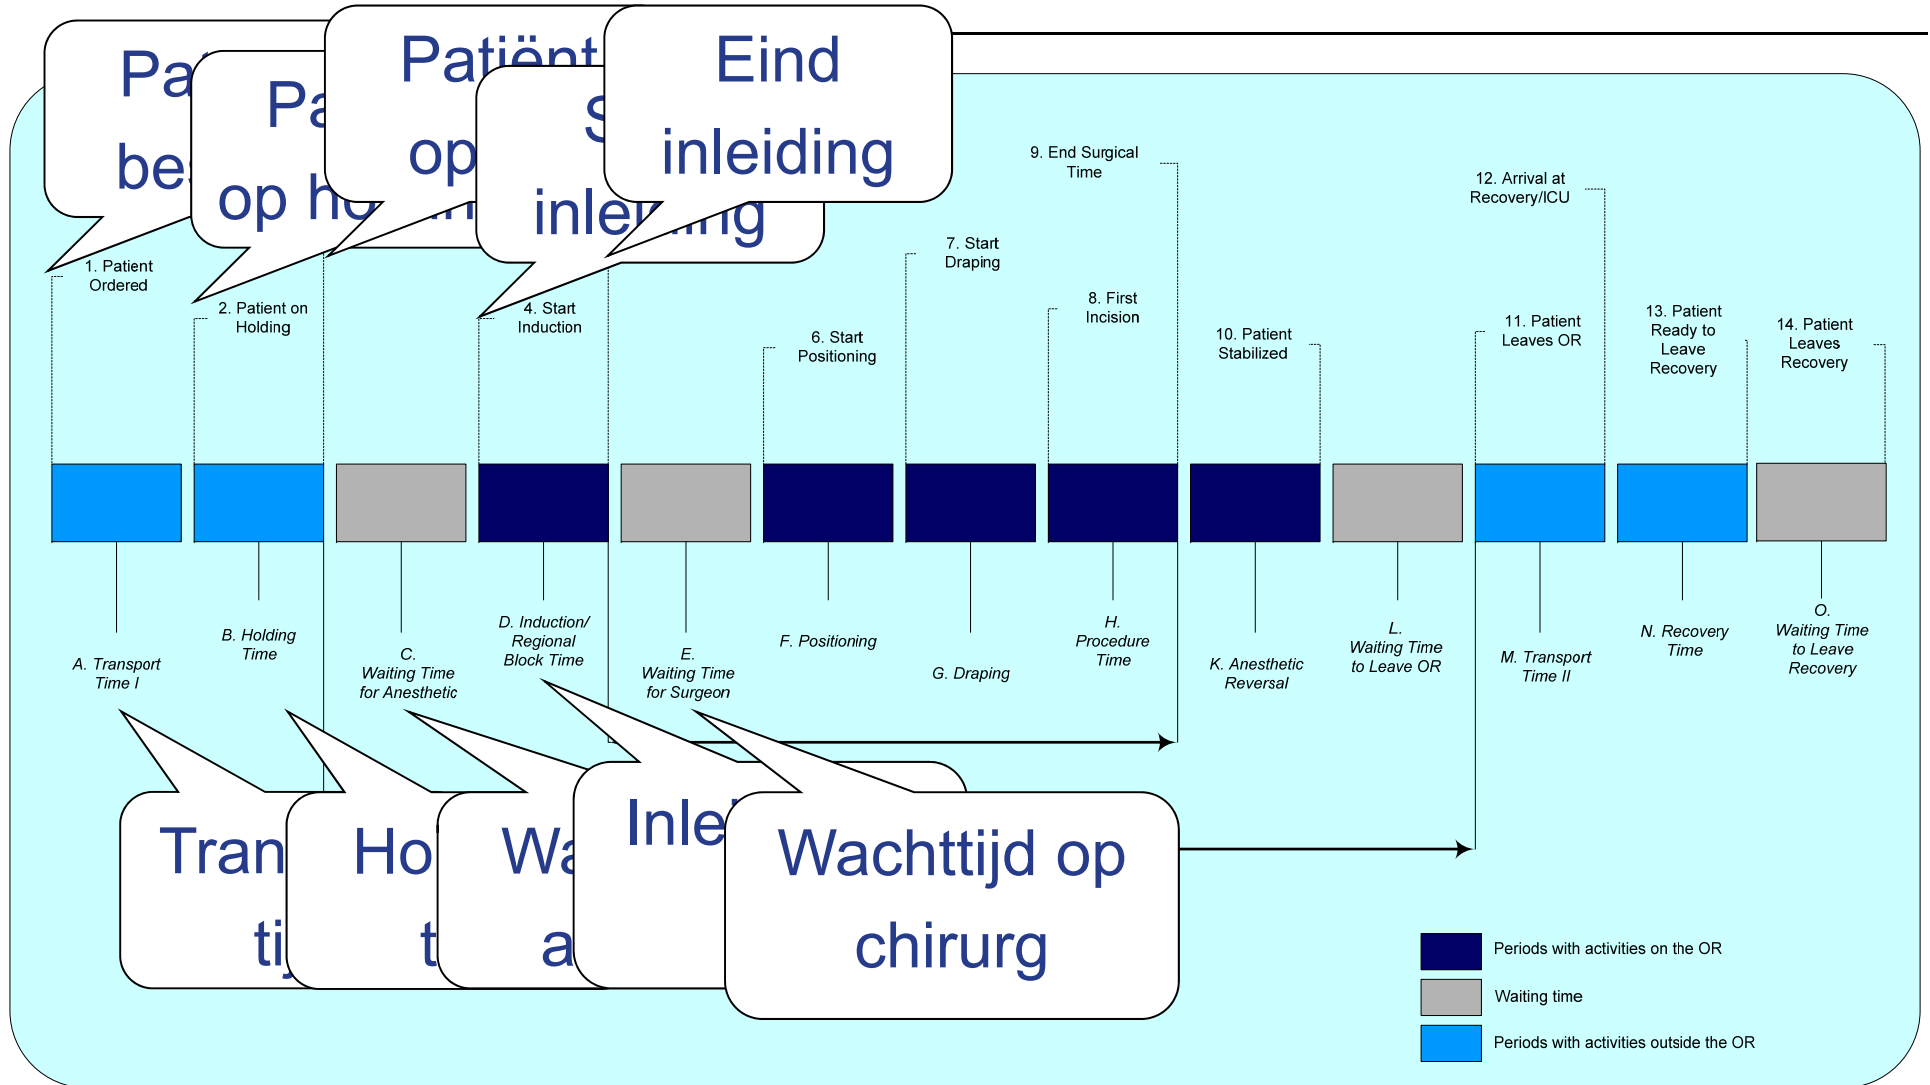 Eind
inleiding
Patiënt
op
inleiding
op
1. Patient
Ordered
2. Patient on
Holding
4. Start
Induction
6. Start
Positioning
7. Start
Draping
8. First
Incision
9. End Surgical
Time
10. Patient
Stabilized
11. Patient
Leaves OR
12. Arrival at
Recovery/ICU
13. Patient
Ready to
Leave
Recovery
14. Patient
Leaves
Recovery
A. Transport
Time I
B. Holding
Time
C.
Waiting Time
for Anesthetic
D. Induction/
Regional
Block Time
E.
Waiting Time
for Surgeon
F. Positioning
G. Draping
H.
Procedure
Time
K. Anesthetic
Reversal
L.
Waiting Time
to Leave OR
M. Transport
Time II
N. Recovery
Time
O.
Waiting Time
to Leave
Recovery
Wachttijd op
chirurg
Periods with activities on the OR
Waiting time
Periods with activities outside the OR